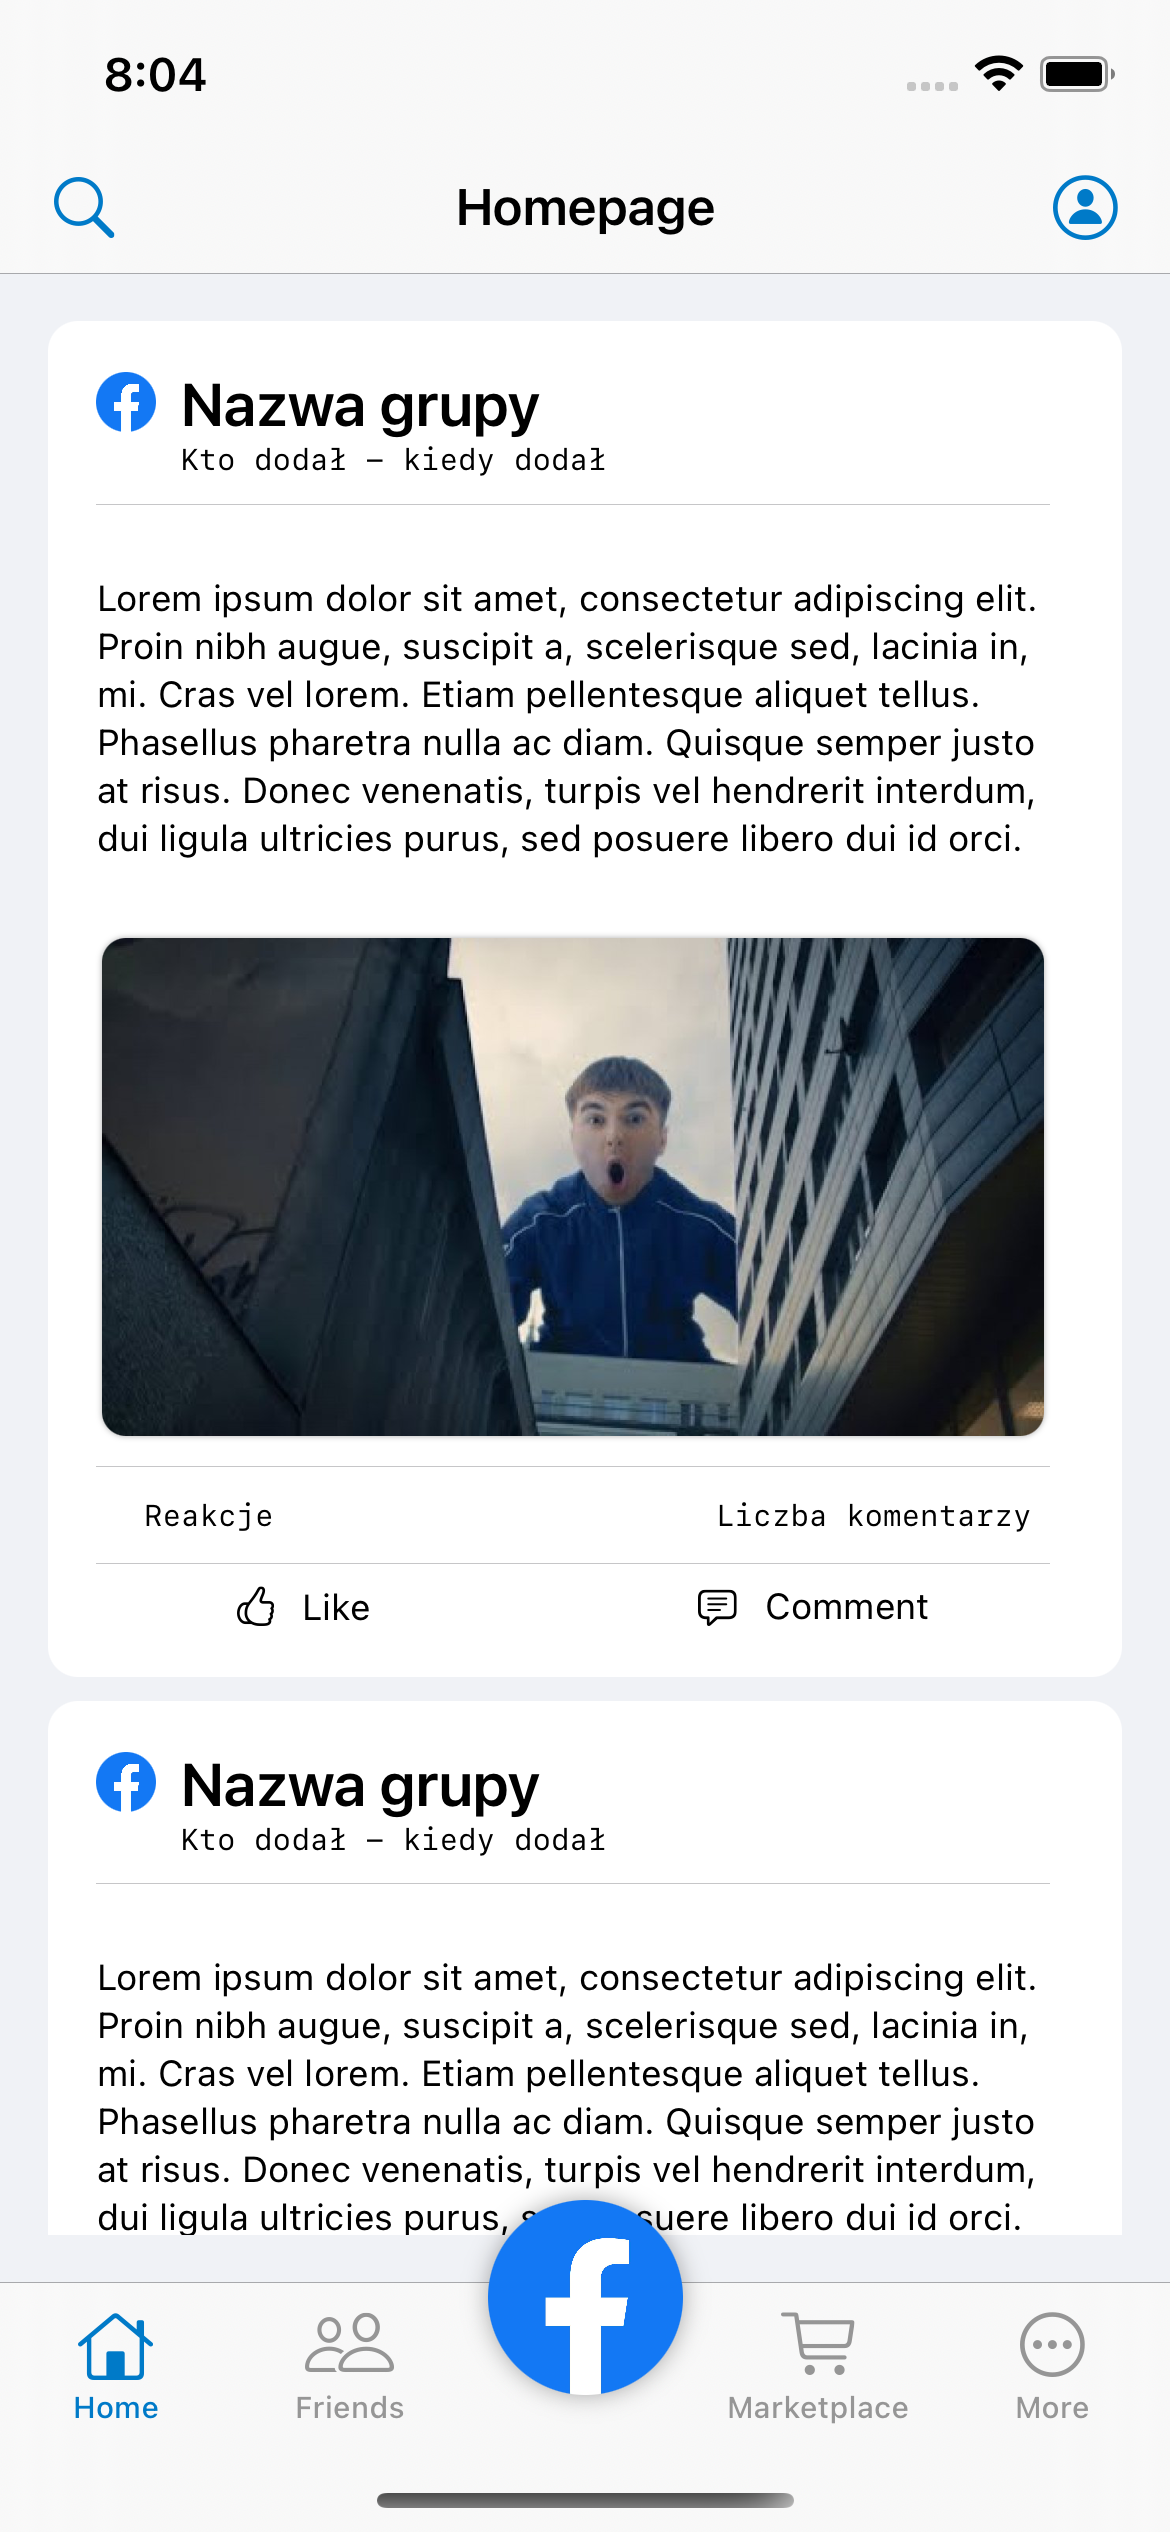 8:04
Homepage
Nazwa grupy
Kto dodał – kiedy dodał
Lorem ipsum dolor sit amet, consectetur adipiscing elit.
Proin nibh augue, suscipit a, scelerisque sed, lacinia in,
mi. Cras vel lorem. Etiam pellentesque aliquet tellus.
Phasellus pharetra nulla ac diam. Quisque semper justo
at risus. Donec venenatis, turpis vel hendrerit interdum,
dui ligula ultricies purus, sed posuere libero dui id orci.
Reakcje Liczba komentarzy
Like Comment
Nazwa grupy
Kto dodał – kiedy dodał
Lorem ipsum dolor sit amet, consectetur adipiscing elit.
Proin nibh augue, suscipit a, scelerisque sed, lacinia in,
mi. Cras vel lorem. Etiam pellentesque aliquet tellus.
Phasellus pharetra nulla ac diam. Quisque semper justo
at risus. Donec venenatis, turpis vel hendrerit interdum,
dui ligula ultricies purus, libero dui id orci.
Home Friends Marketplace More